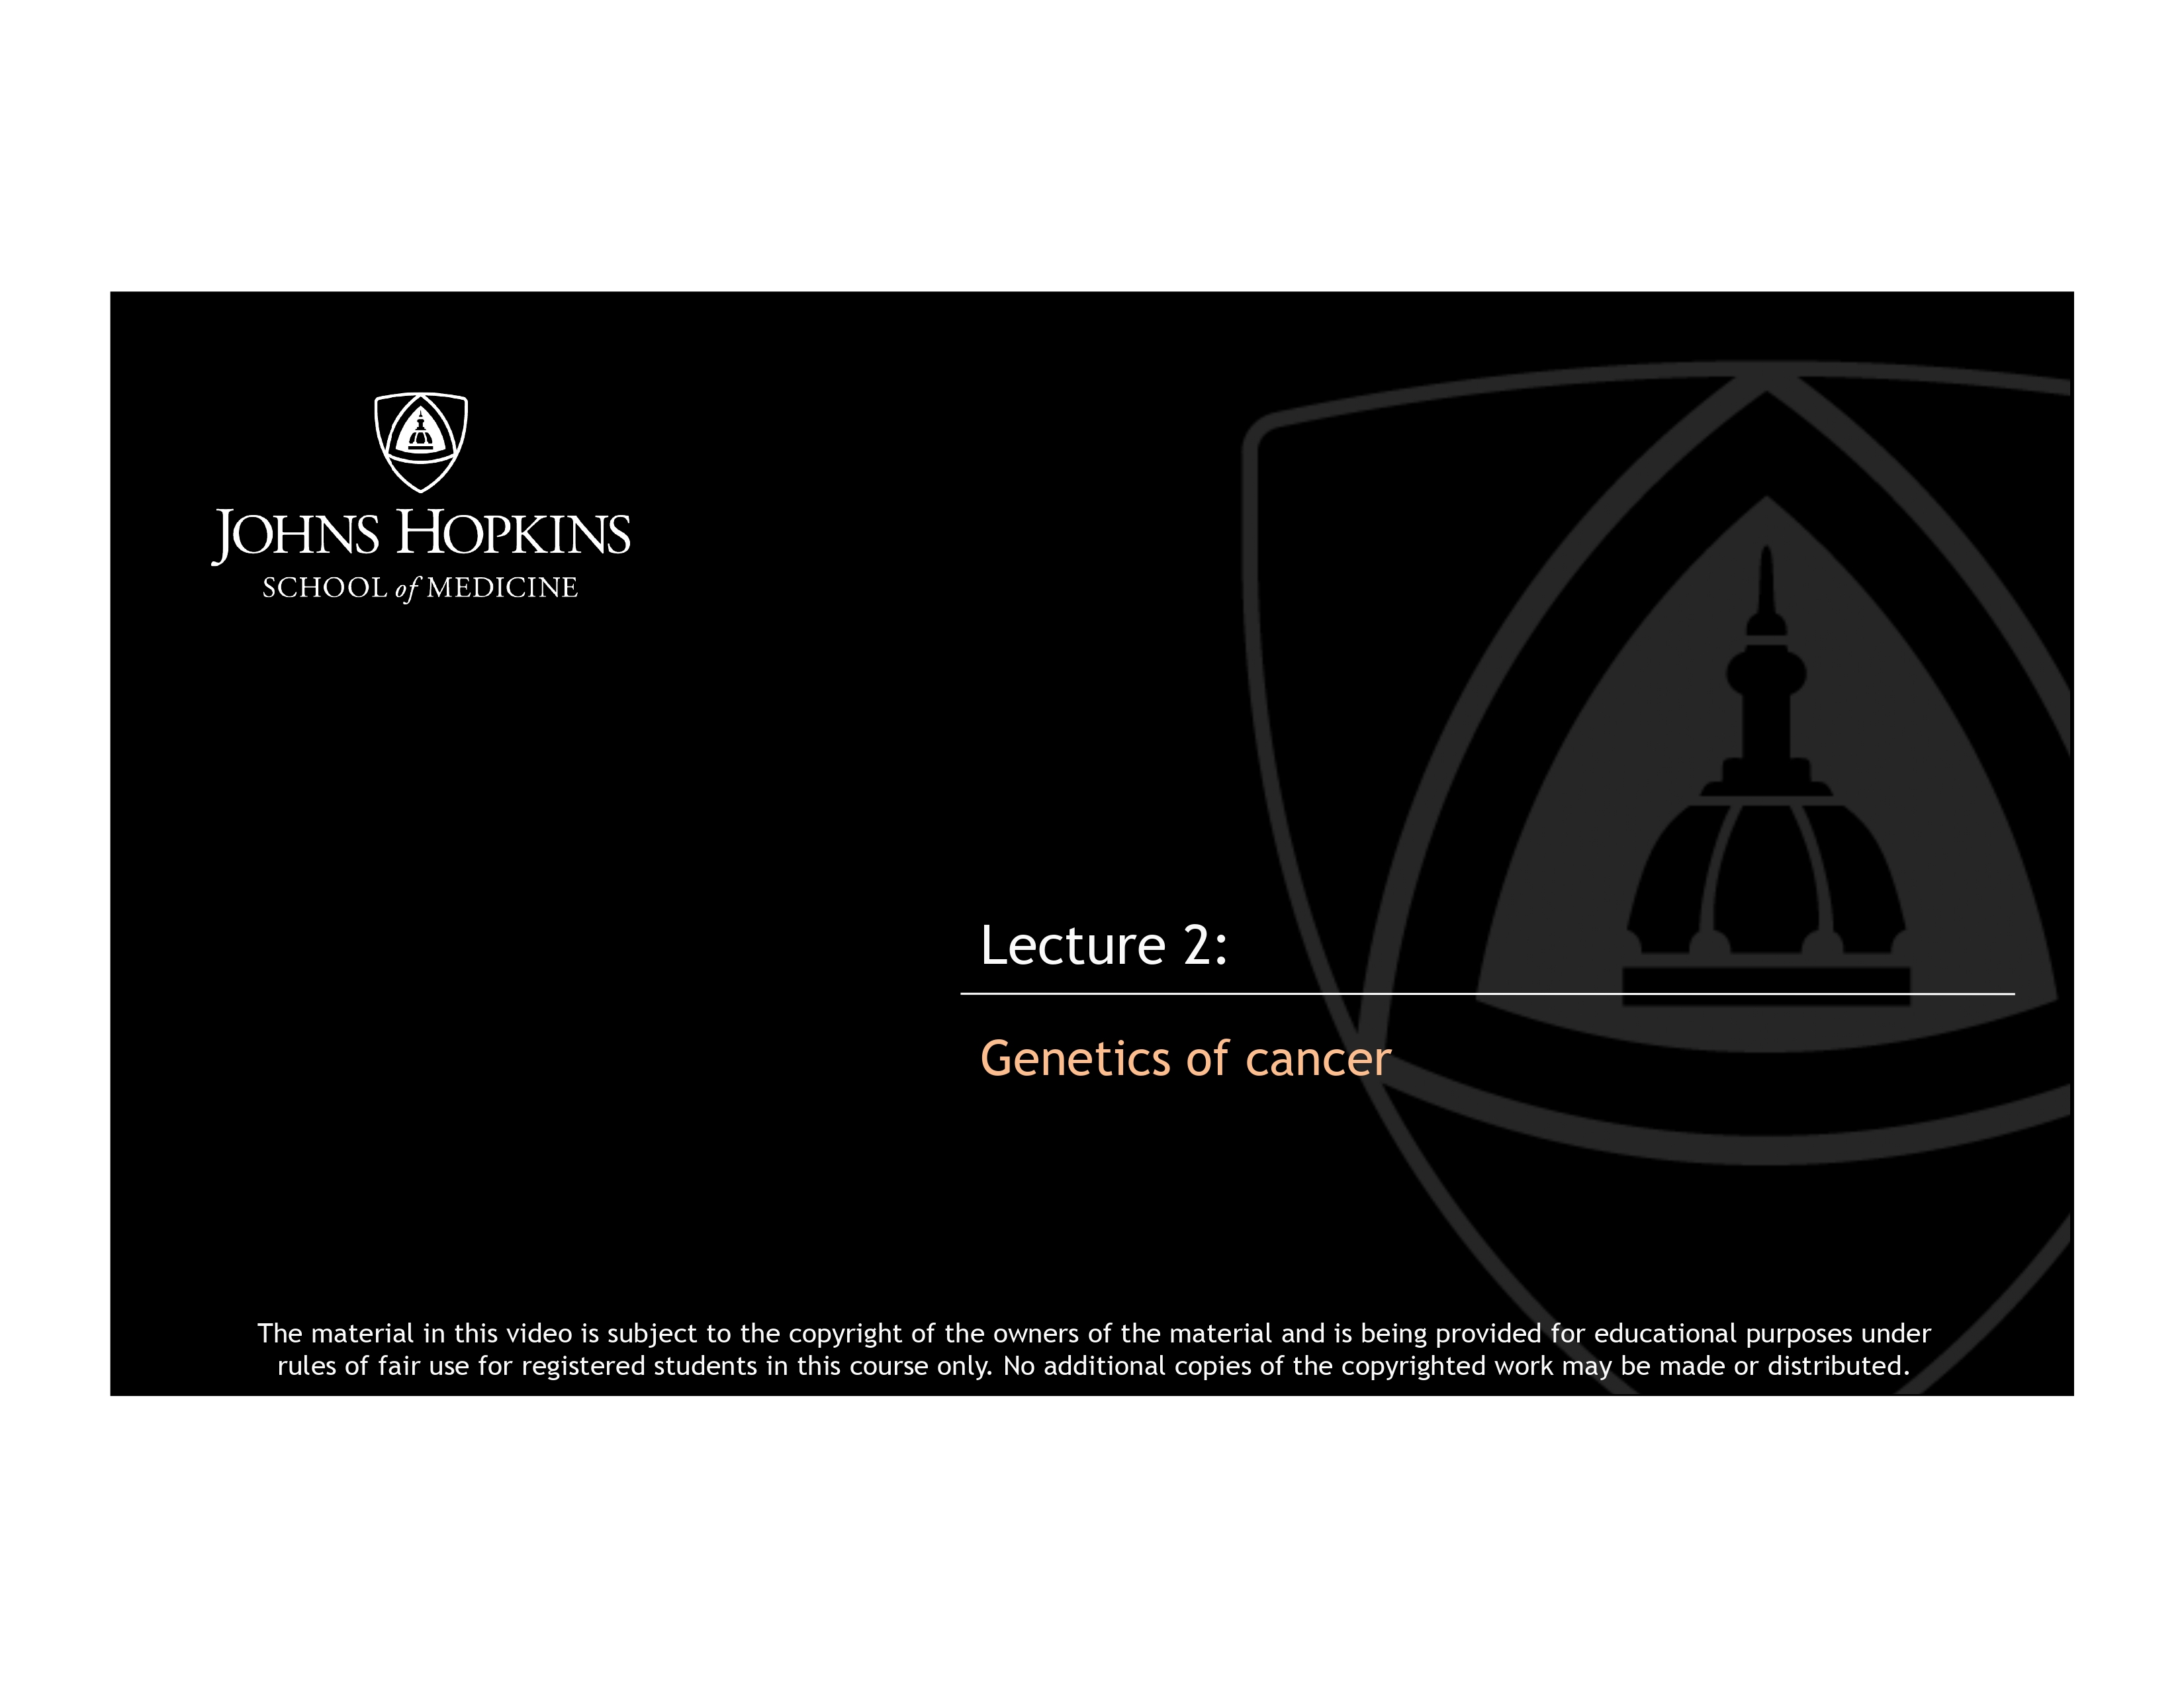 JOHNS HOPKINS
SCHOOL of MEDICINE
Lecture 2:
Genetics of cancer
The material in this video is subject to the copyright of the owners of the material and is being provided for educational purposes under
rules of fair use for registered students in this course only. No additional copies of the copyrighted work may be made or distributed.